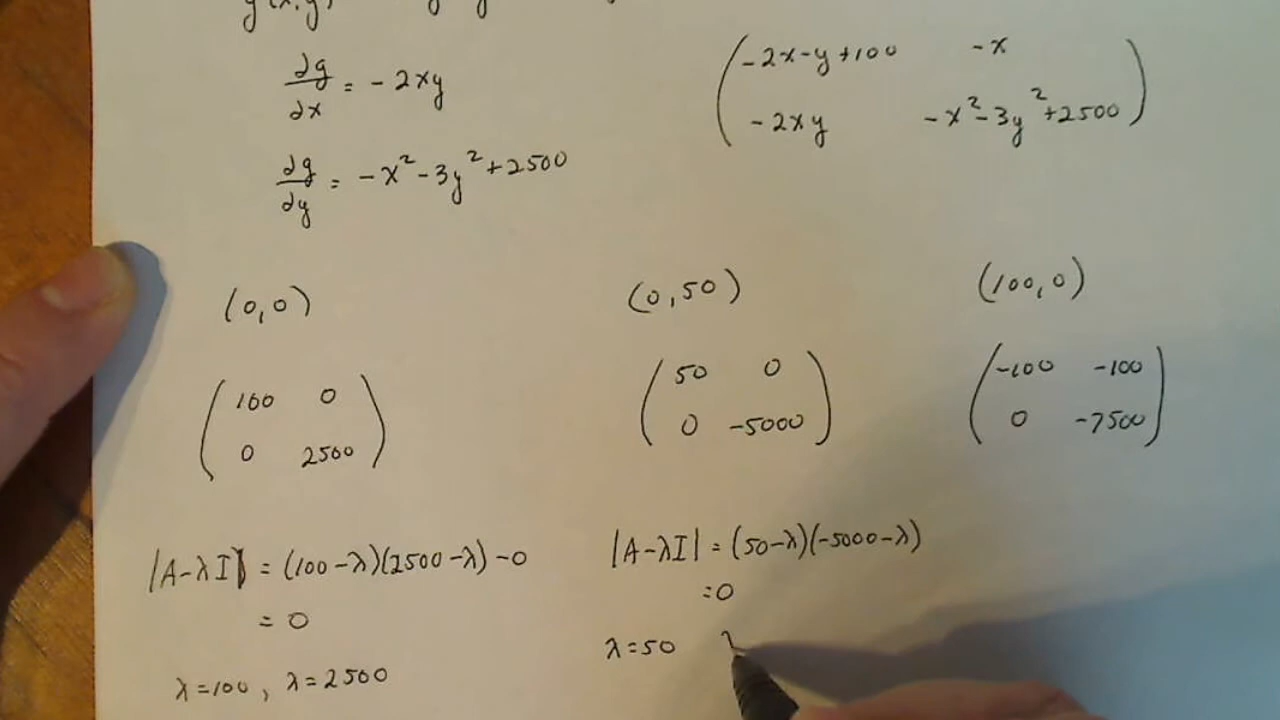 ∂g/∂x = -2xy
( -2x-y+100  -x
-2xy  -x²-3y²+2500 )
∂g/∂y = -x²-3y²+2500
(0,0)
(0,50)
(100,0)
( 100  0
0  2500 )
( 50  0
0  -5000 )
( -100  -100
0  -7500 )
|A-λI| = (100-λ)(2500-λ)-0
= 0
λ=100, λ=2500
|A-λI| = (50-λ)(-5000-λ)
=0
λ=50 λ